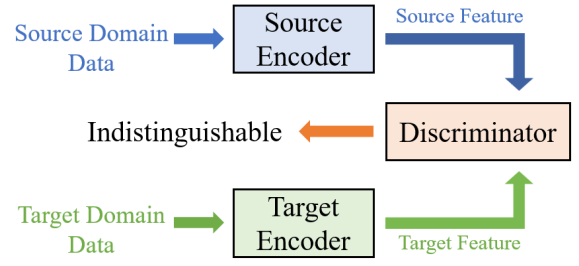 Source Domain
Data
Source
Encoder
Source Feature
Indistinguishable
Discriminator
Target Domain
Data
Target
Encoder
Target Feature